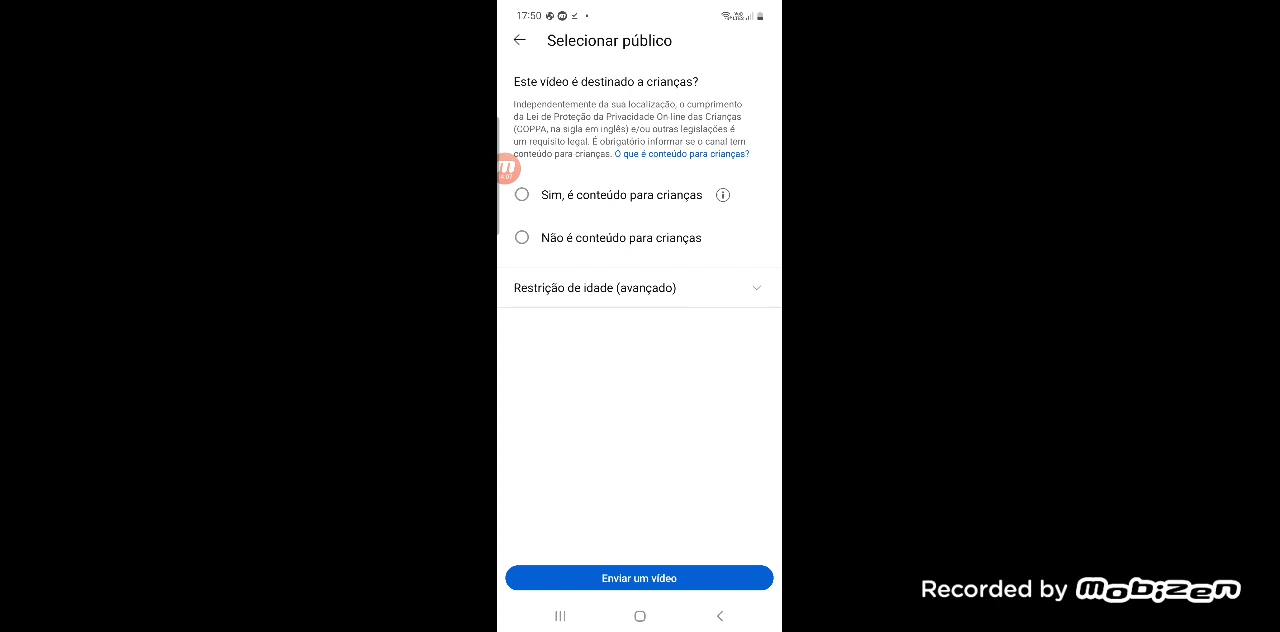 17:50
Selecionar público
Este vídeo é destinado a crianças?
Independentemente da sua localização, o cumprimento
da Lei de Proteção da Privacidade On-line das Crianças
(COPPA, na sigla em inglês) e/ou outras legislações é
um requisito legal. É obrigatório informar se o canal tem
conteúdo para crianças. O que é conteúdo para crianças?
Sim, é conteúdo para crianças
Não é conteúdo para crianças
Restrição de idade (avançado)
Enviar um vídeo
Recorded by mobizen